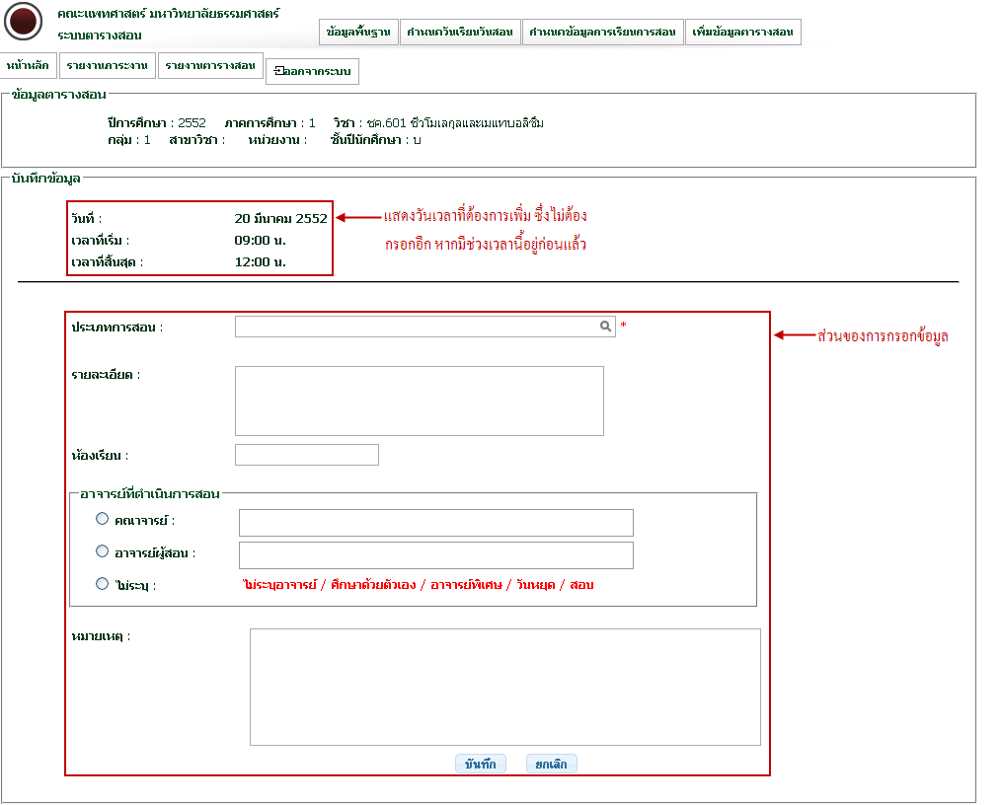 คณะแพทศาสตร์ มหาวิทยาลัยธรรมศาสตร์
ระบบตารางสอน
ข้อมูลพื้นฐาน กำหนดวันเรียนวันสอน กำหนดข้อมูลการเรียนการสอน เพิ่มข้อมูลตารางสอน
หน้าหลัก รายงานภาระงาน รายงานตารางสอน ออกจากระบบ
ข้อมูลตารางสอน
ปีการศึกษา : 2552 ภาคการศึกษา : 1 วิชา : ชค.601 ชีวโมเลกุลและเมแทบอลิซึม
กลุ่ม : 1 สาขาวิชา : หน่วยงาน : ชั้นปีนักศึกษา : บ
บันทึกข้อมูล
วันที่ : 20 มีนาคม 2552
เวลาที่เริ่ม : 09:00 น.
เวลาที่สิ้นสุด : 12:00 น.
แสดงวันเวลาที่ต้องการเพิ่ม ซึ่งไม่ต้อง
กรอกอีก หากมีช่วงเวลานี้อยู่ก่อนแล้ว
ประเภทการสอน : *
ส่วนของการกรอกข้อมูล
รายละเอียด :
ห้องเรียน :
อาจารย์ที่ดำเนินการสอน
คณาจารย์ :
อาจารย์ผู้สอน :
ไม่ระบุ : ไม่ระบุอาจารย์ / ศึกษาด้วยตัวเอง / อาจารย์พิเศษ / วันหยุด / สอบ
หมายเหตุ :
บันทึก ยกเลิก